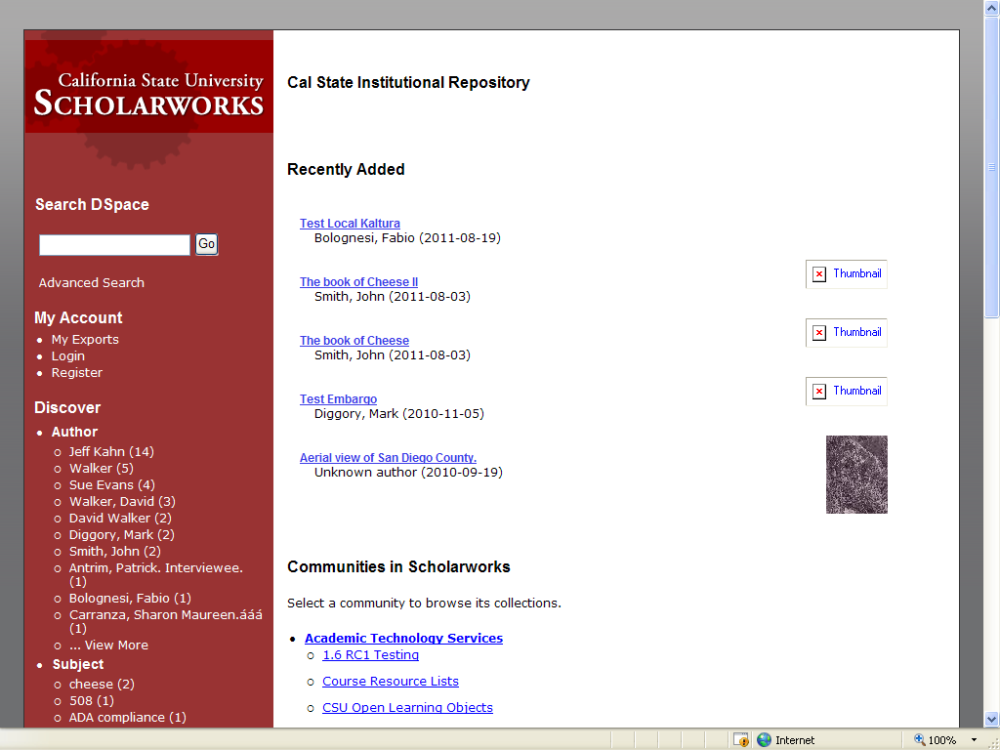 California State University
SCHOLARWORKS
Search DSpace
Go
Advanced Search
My Account
My Exports
Login
Register
Discover
Author
Jeff Kahn (14)
Walker (5)
Sue Evans (4)
Walker, David (3)
David Walker (2)
Diggory, Mark (2)
Smith, John (2)
Antrim, Patrick. Interviewee.
(1)
Bolognesi, Fabio (1)
Carranza, Sharon Maureen.ááá
(1)
... View More
Subject
cheese (2)
508 (1)
ADA compliance (1)
Cal State Institutional Repository
Recently Added
Test Local Kaltura
Bolognesi, Fabio (2011-08-19)
The book of Cheese II
Smith, John (2011-08-03)
Thumbnail
The book of Cheese
Smith, John (2011-08-03)
Thumbnail
Test Embargo
Diggory, Mark (2010-11-05)
Thumbnail
Aerial view of San Diego County.
Unknown author (2010-09-19)
Communities in Scholarworks
Select a community to browse its collections.
Academic Technology Services
1.6 RC1 Testing
Course Resource Lists
CSU Open Learning Objects
Internet
100%